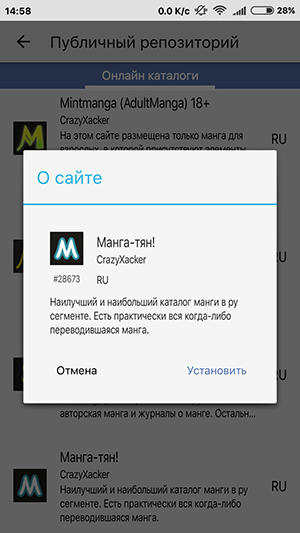 14:58
0.0 K/c
28%
Публичный репозиторий
Онлайн каталоги
Mintmanga (AdultManga) 18+
CrazyXacker
На этом сайте размещена только манга для
RU
взрослых, в которой присутствуют элементы
О сайте
Манга-тян!
CrazyXacker
#28673
RU
Наилучший и наибольший каталог манги в ру
сегменте. Есть практически вся когда-либо
переводившаяся манга.
Отмена
Установить
авторская манга и журналы о манге. Остальн...
Манга-тян!
CrazyXacker
Наилучший и наибольший каталог манги в
RU
ру сегменте. Есть практически вся когда-либо
переводившаяся манга.